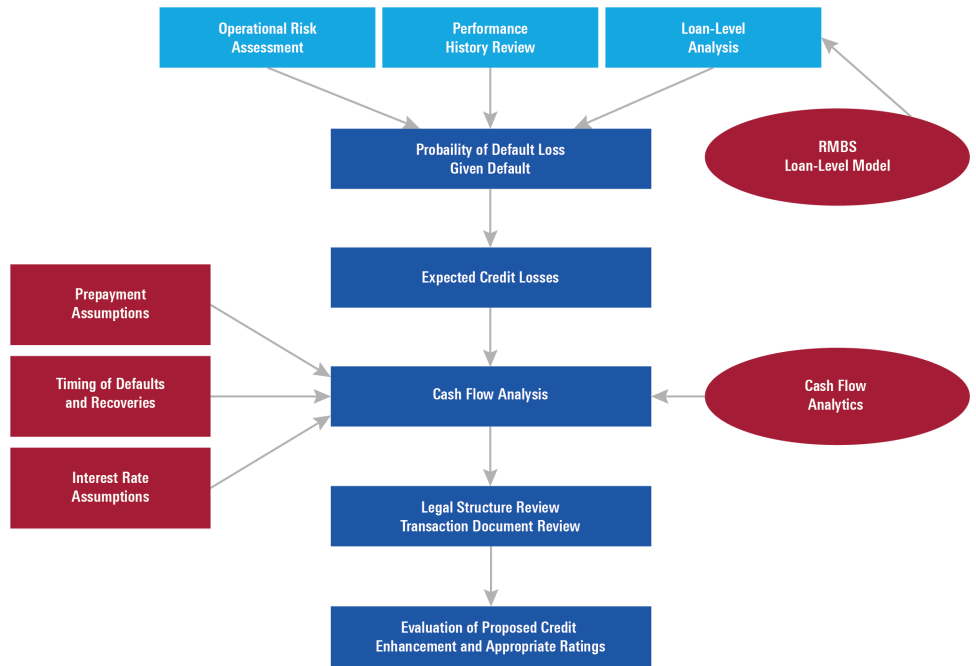 Operational Risk
Assessment
Performance
History Review
Loan-Level
Analysis
RMBS
Loan-Level Model
Probaility of Default Loss
Given Default
Expected Credit Losses
Prepayment
Assumptions
Timing of Defaults
and Recoveries
Interest Rate
Assumptions
Cash Flow Analysis
Cash Flow
Analytics
Legal Structure Review
Transaction Document Review
Evaluation of Proposed Credit
Enhancement and Appropriate Ratings